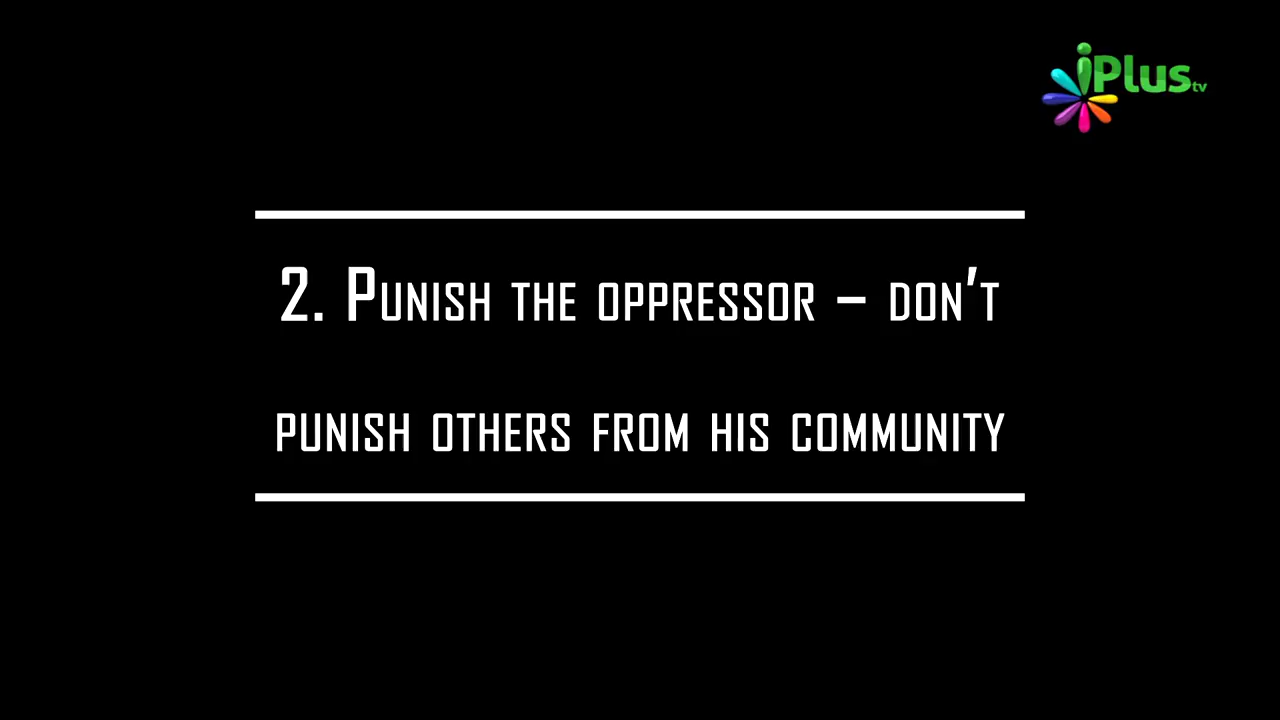 iPlus tv
2. Punish the oppressor – don't
punish others from his community